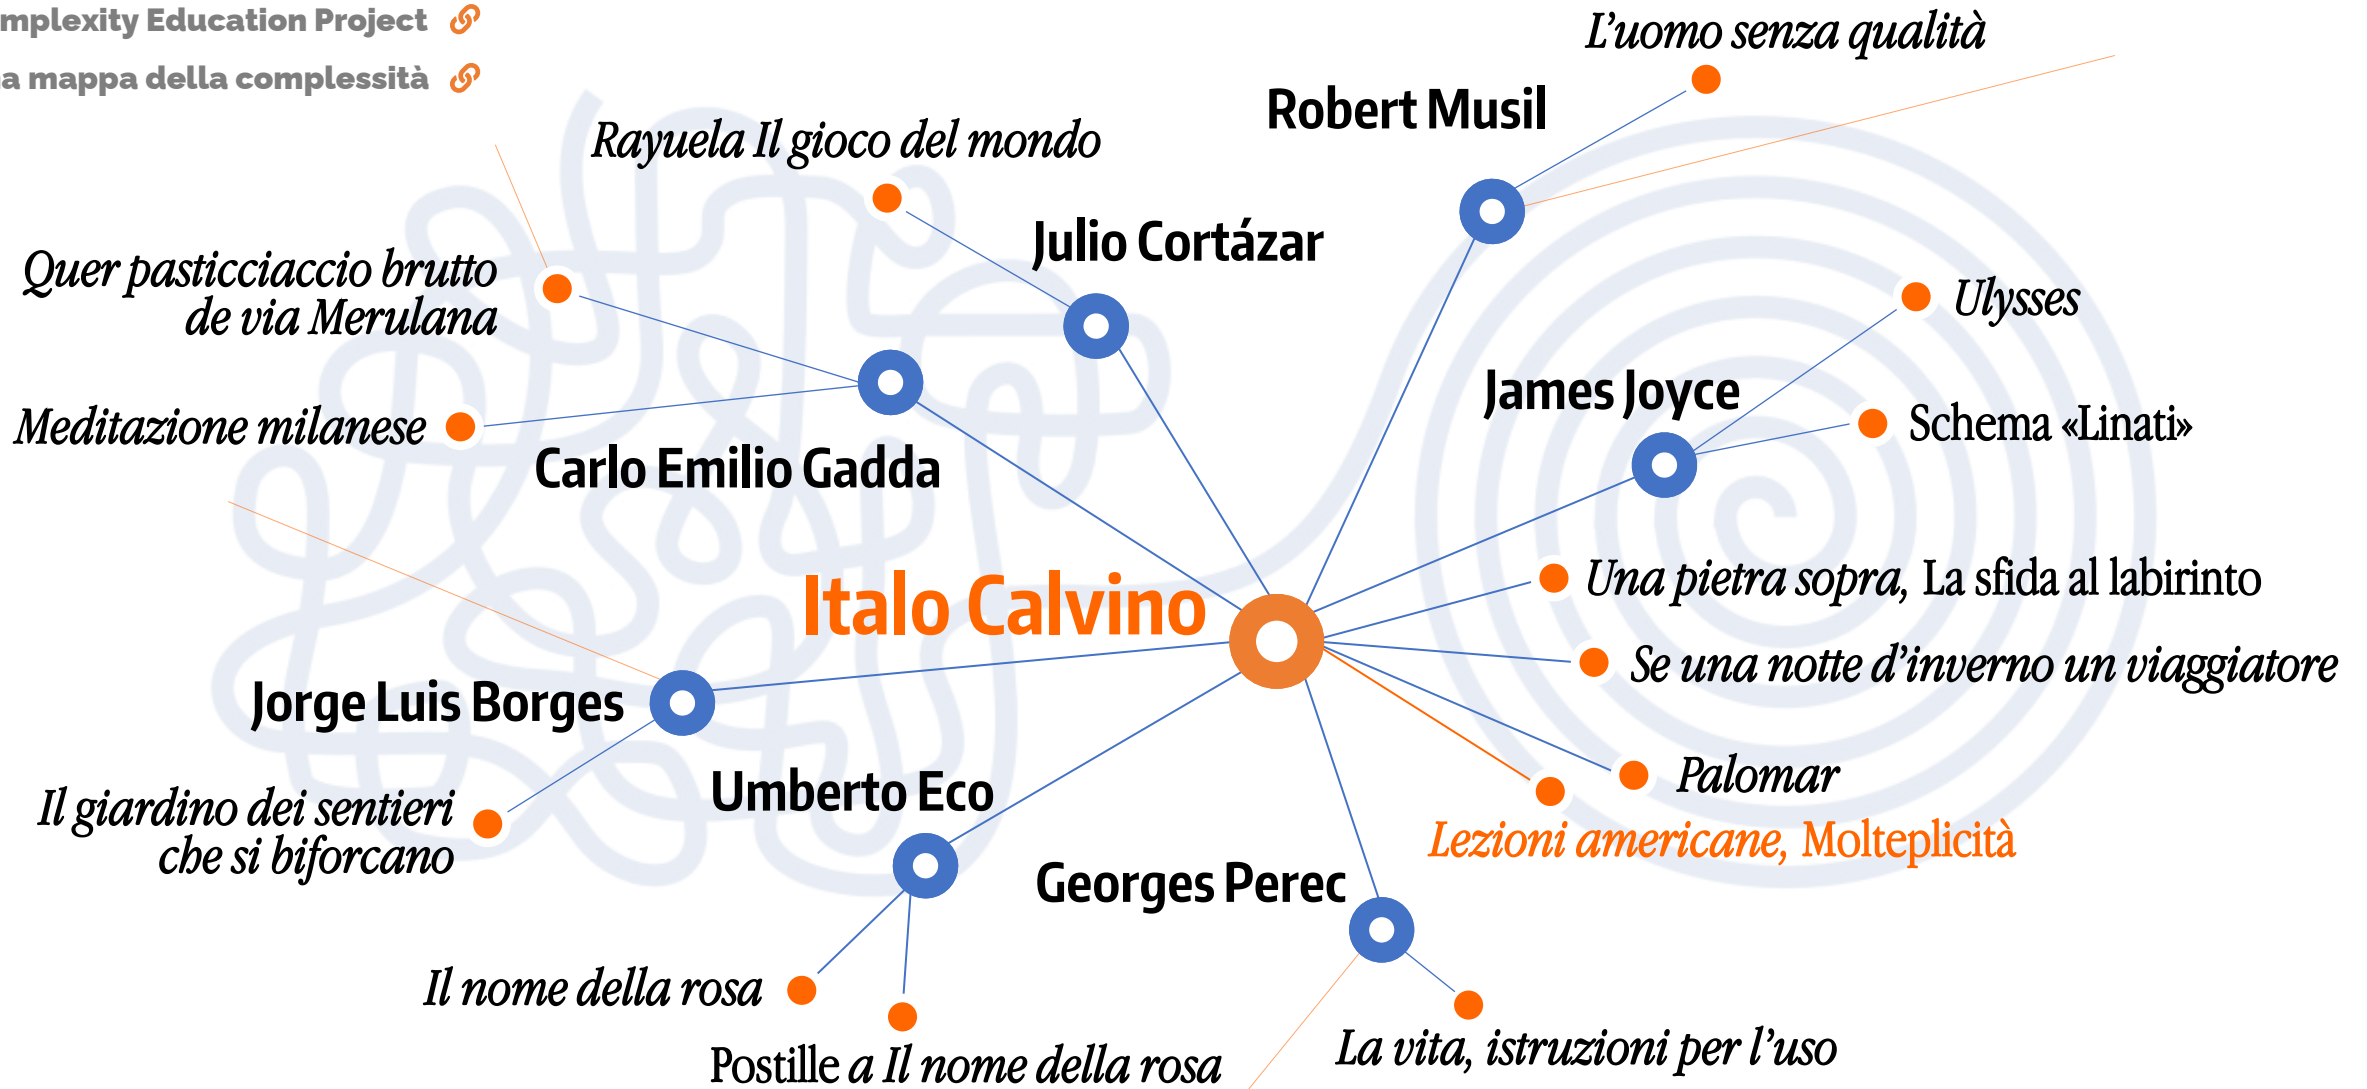 mplexity Education Project
a mappa della complessità
L’uomo senza qualità
Robert Musil
Rayuela Il gioco del mondo
Julio Cortázar
Quer pasticciaccio brutto
de via Merulana
Ulysses
James Joyce
Schema «Linati»
Meditazione milanese
Carlo Emilio Gadda
Italo Calvino
Una pietra sopra, La sfida al labirinto
Se una notte d’inverno un viaggiatore
Jorge Luis Borges
Palomar
Umberto Eco
Lezioni americane, Molteplicità
Il giardino dei sentieri
che si biforcano
Georges Perec
Il nome della rosa
La vita, istruzioni per l’uso
Postille a Il nome della rosa